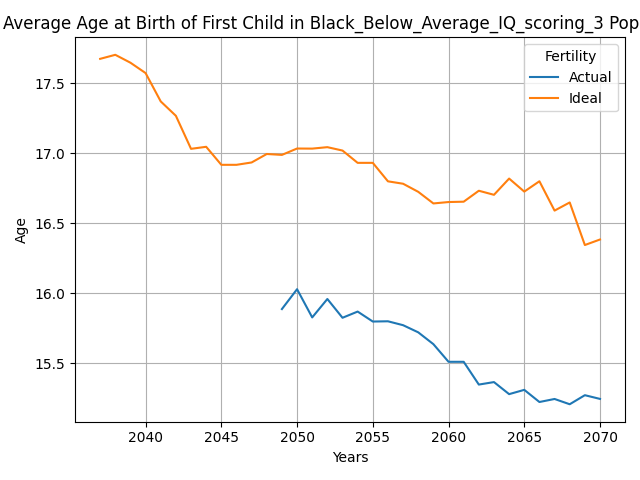 Average Age at Birth of First Child in Black_Below_Average_IQ_scoring_3 Pop
Fertility
Actual
Ideal
17.5
17.0
16.5
16.0
15.5
Age
2040 2045 2050 2055 2060 2065 2070
Years